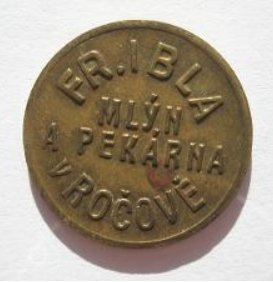 FR. IBLA
MLÝN
A PEKÁRNA
V ROČOVĚ